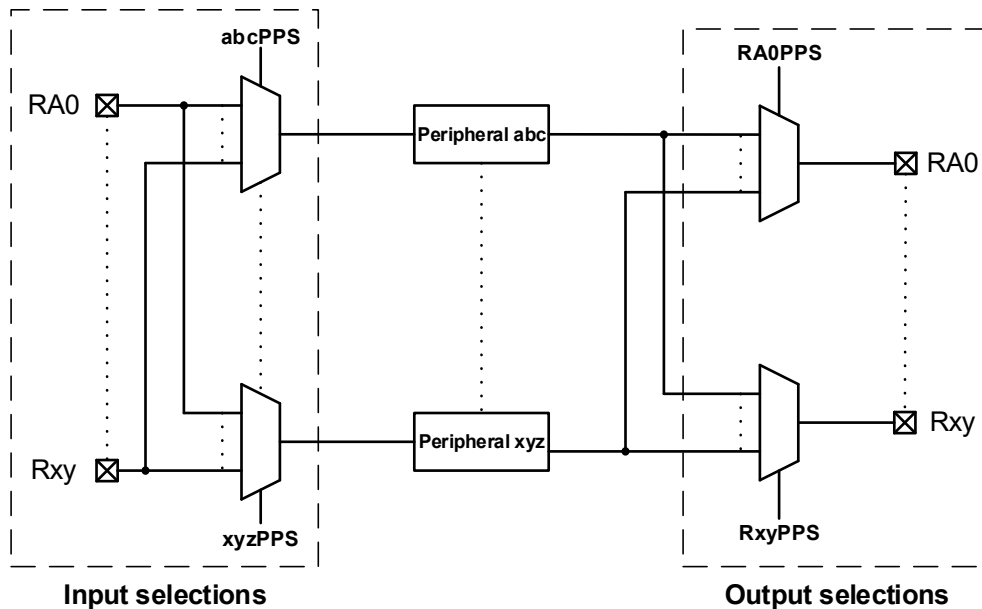 abcPPS
RA0PPS
RA0
Peripheral abc
RA0
Peripheral xyz
Rxy
Rxy
xyzPPS
RxyPPS
Input selections
Output selections